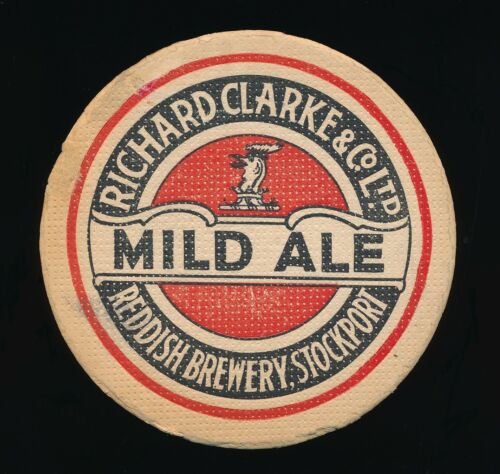 RICHARD CLARKE & Co. LTD
MILD ALE
REDDISH BREWERY, STOCKPORT